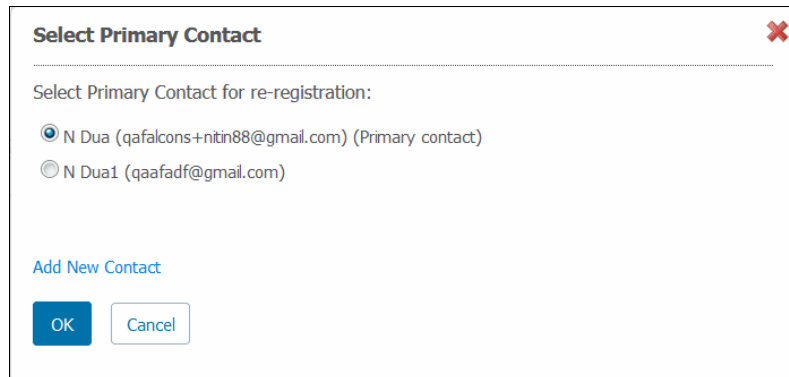 Select Primary Contact
Select Primary Contact for re-registration:
N Dua (qafalcons+nitin88@gmail.com) (Primary contact)
N Dua1 (qaafadf@gmail.com)
Add New Contact
OK
Cancel